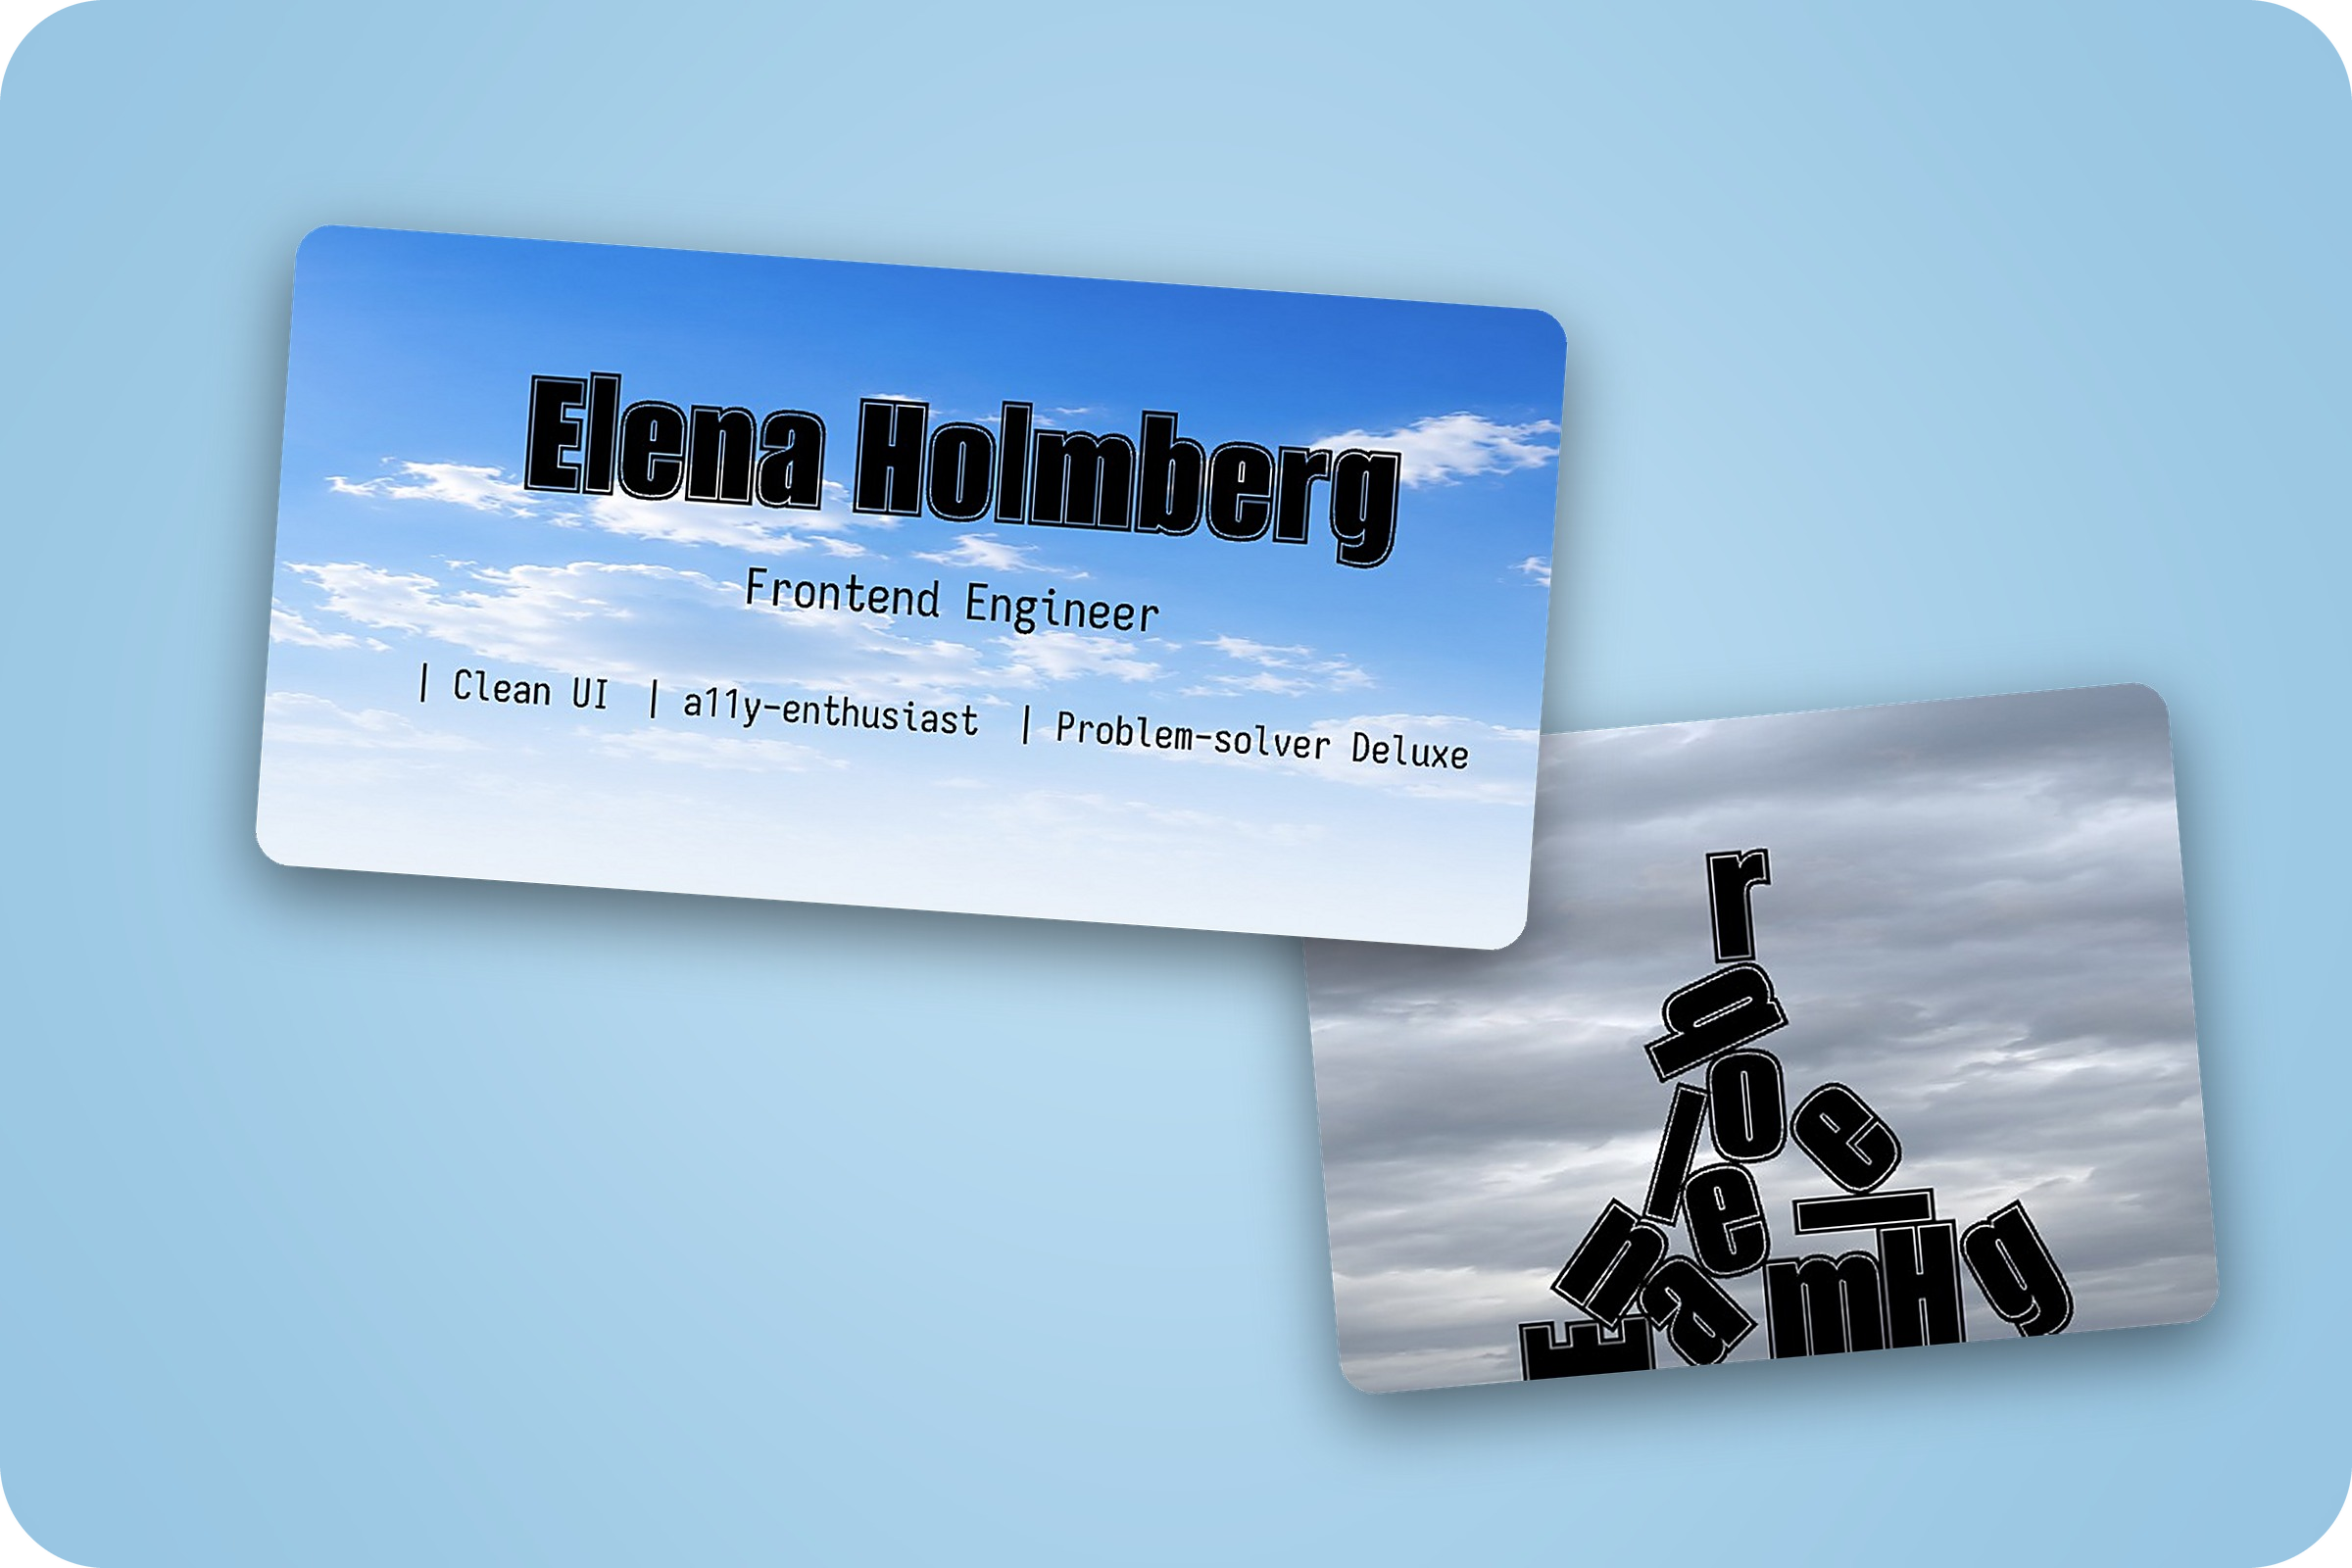 Elena Holmberg
Frontend Engineer
| Clean UI | a11y-enthusiast | Problem-solver Deluxe
r
b
o
l
e
e
l
n
a
m
H
g
E